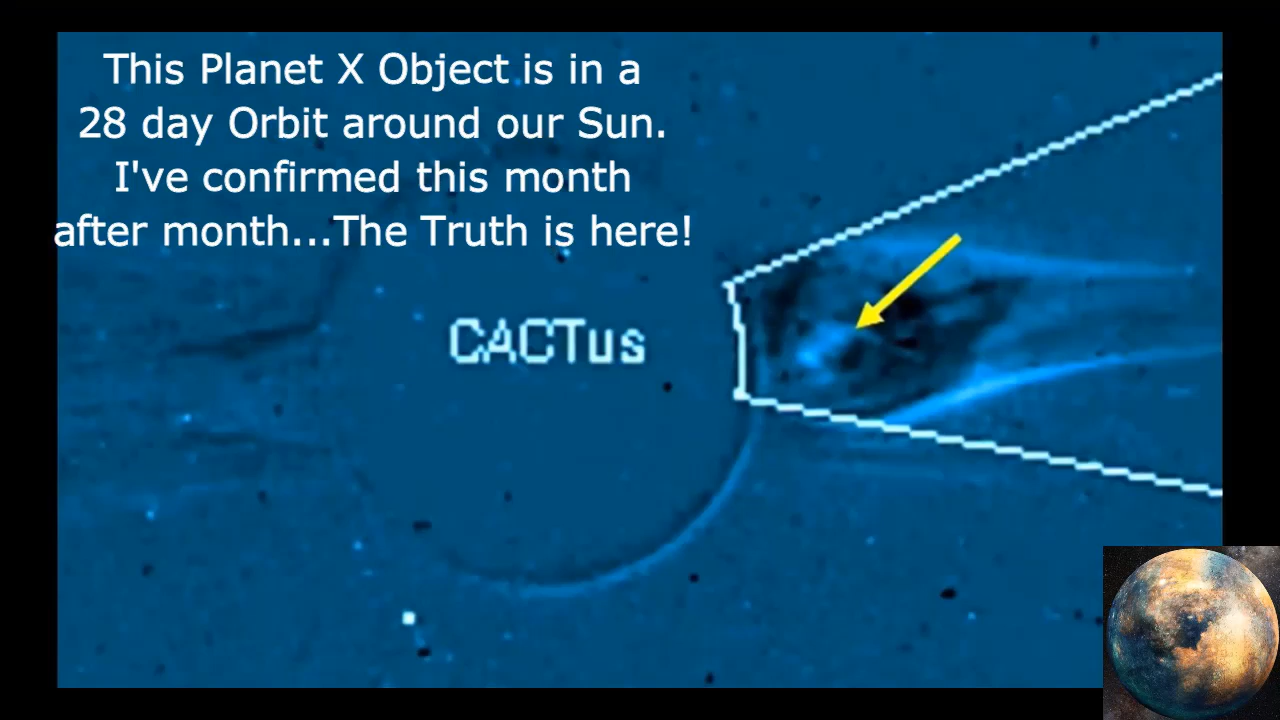 This Planet X Object is in a
28 day Orbit around our Sun.
I've confirmed this month
after month...The Truth is here!
CACTus